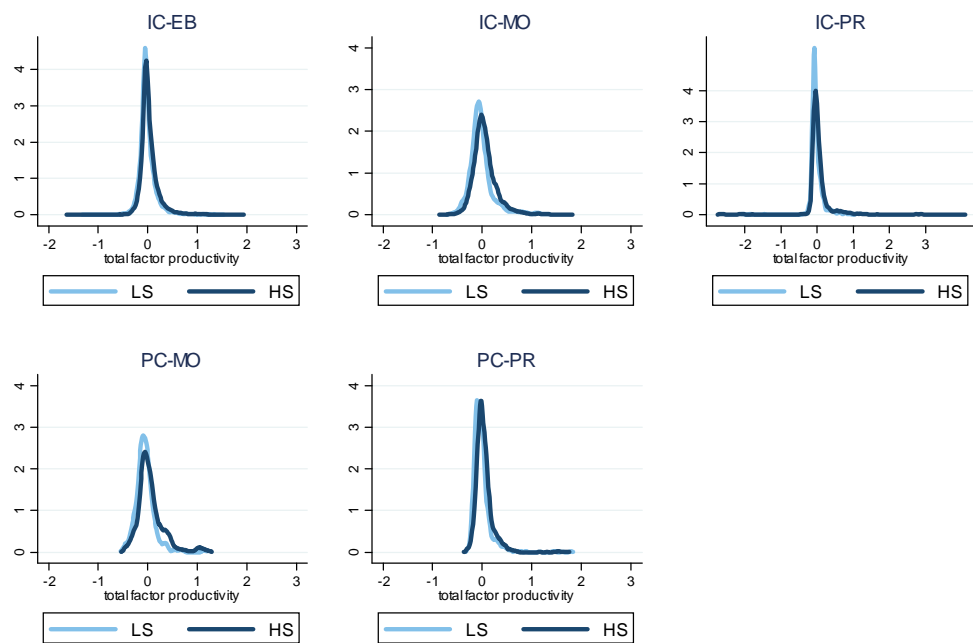 IC-EB
IC-MO
IC-PR
4
3
2
1
0
-2 -1 0 1 2 3
total factor productivity
LS HS
4
3
2
1
0
-2 -1 0 1 2 3
total factor productivity
LS HS
4
3
2
1
0
-2 -1 0 1 2 3
total factor productivity
LS HS
PC-MO
PC-PR
4
3
2
1
0
-2 -1 0 1 2 3
total factor productivity
LS HS
4
3
2
1
0
-2 -1 0 1 2 3
total factor productivity
LS HS